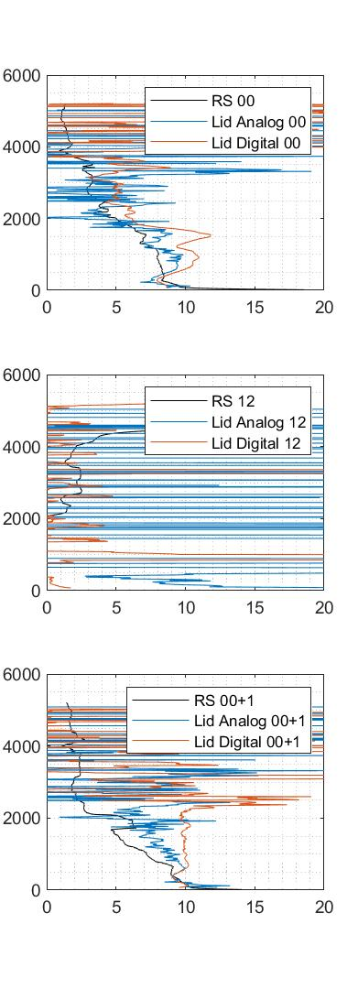 6000
4000
2000
0
RS 00
Lid Analog 00
Lid Digital 00
0 5 10 15 20
6000
4000
2000
0
RS 12
Lid Analog 12
Lid Digital 12
0 5 10 15 20
6000
4000
2000
0
RS 00+1
Lid Analog 00+1
Lid Digital 00+1
0 5 10 15 20